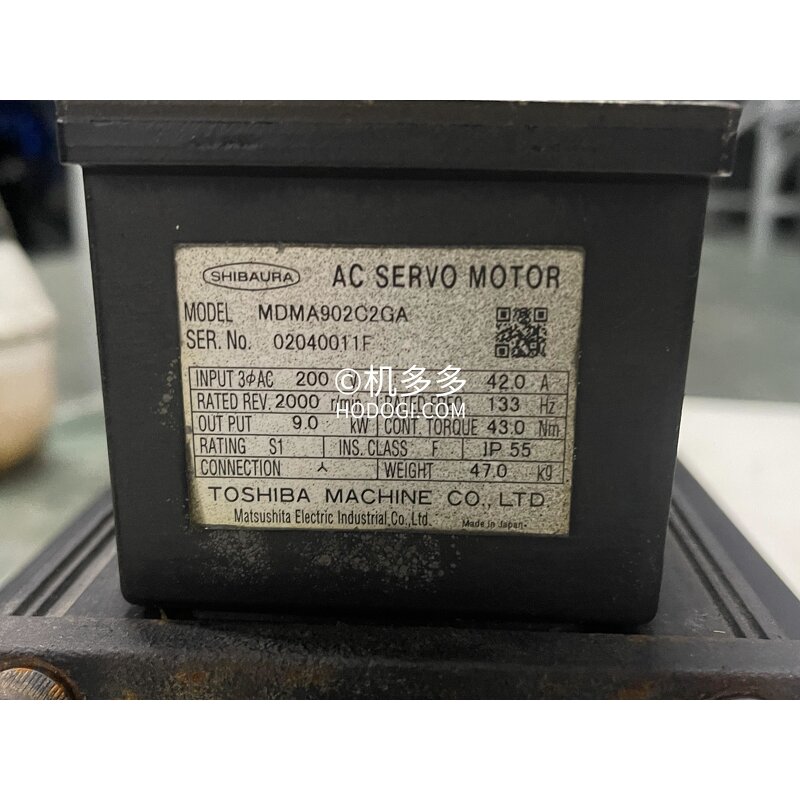 SHIBAURA AC SERVO MOTOR
MODEL MDMA902C2GA
SER. No. 02040011F
INPUT 3ϕAC 200 42.0 A
RATED REV. 2000 r/min RATED FREQ 133 Hz
OUT PUT 9.0 kW CONT. TORQUE 43.0 Nm
RATING S1 INS. CLASS F IP 55
CONNECTION ⅄ WEIGHT 47.0 kg
TOSHIBA MACHINE CO., LTD.
Matsushita Electric Industrial Co., Ltd. Made in Japan
©机多多
HODOGI.COM